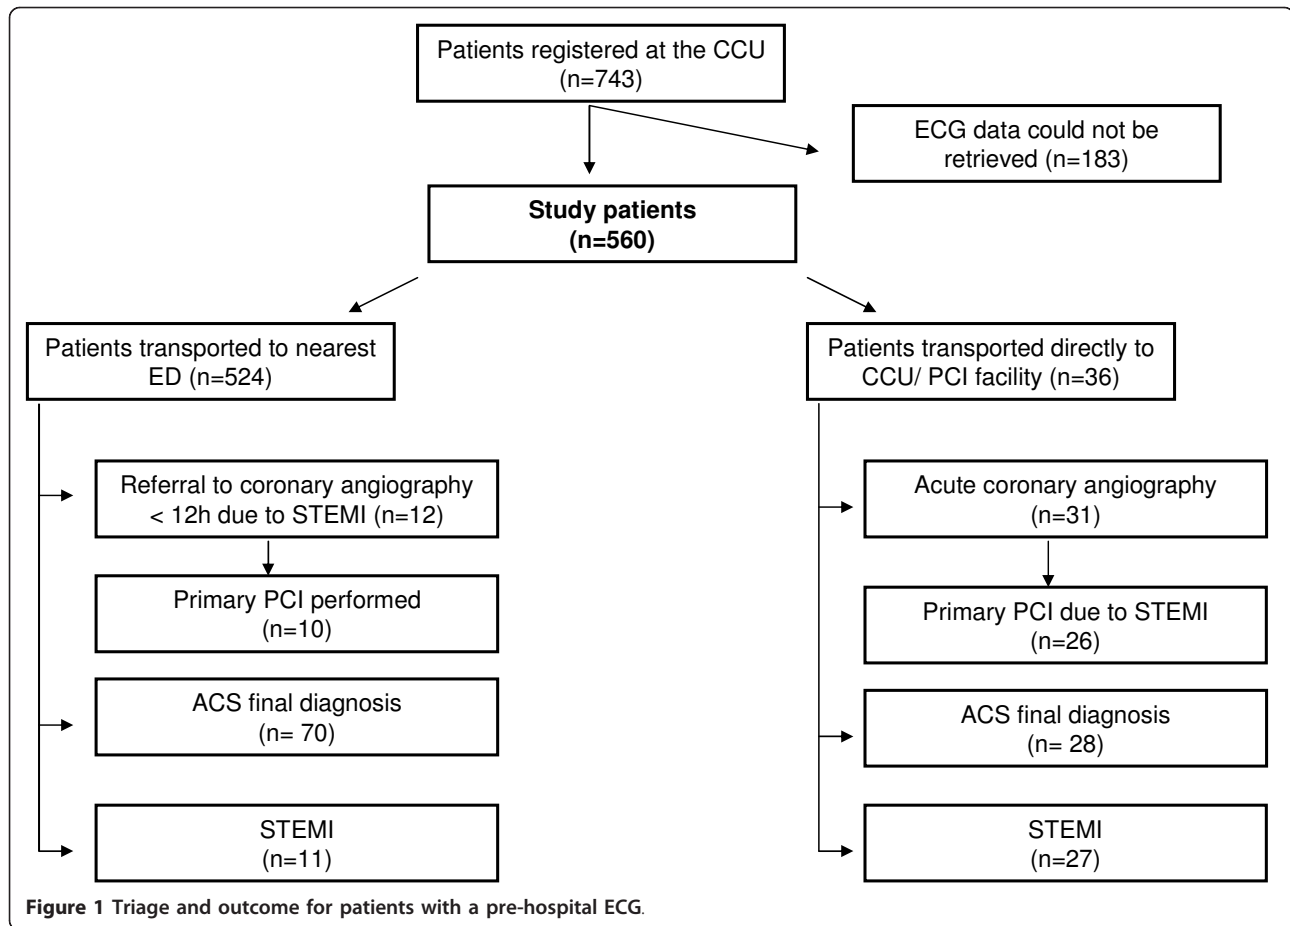 Patients registered at the CCU
(n=743)
ECG data could not be
retrieved (n=183)
Study patients
(n=560)
Patients transported to nearest
ED (n=524)
Patients transported directly to
CCU/ PCI facility (n=36)
Referral to coronary angiography
< 12h due to STEMI (n=12)
Acute coronary angiography
(n=31)
Primary PCI performed
(n=10)
Primary PCI due to STEMI
(n=26)
ACS final diagnosis
(n= 70)
ACS final diagnosis
(n= 28)
STEMI
(n=11)
STEMI
(n=27)
Figure 1 Triage and outcome for patients with a pre-hospital ECG.